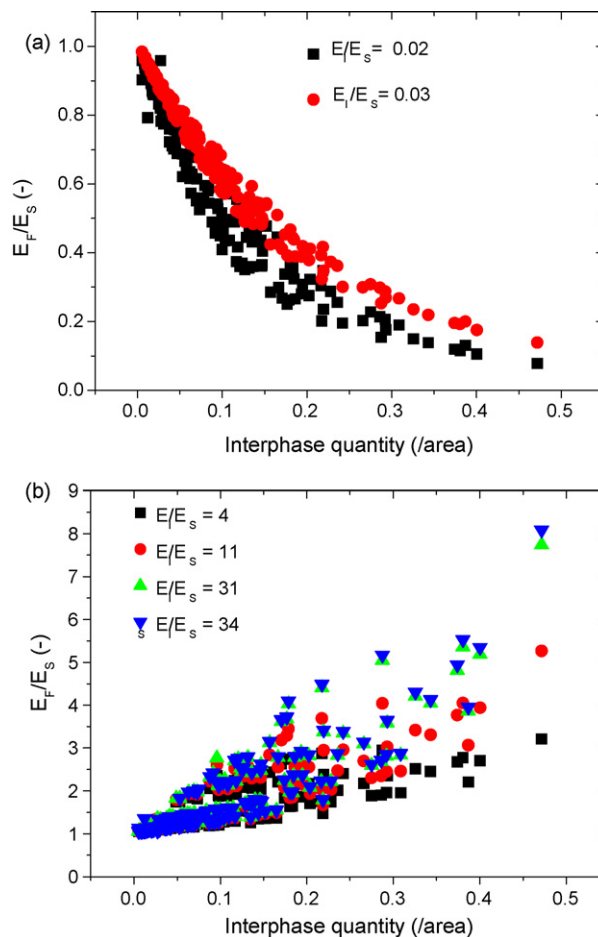 (a)
1.0
0.8
0.6
0.4
0.2
0.0
E_F/E_S (-)
E_I/E_S = 0.02
E_I/E_S = 0.03
0.0 0.1 0.2 0.3 0.4 0.5
Interphase quantity (/area)
(b)
9
8
7
6
5
4
3
2
1
0
E_F/E_S (-)
E_I/E_S = 4
E_I/E_S = 11
E_I/E_S = 31
s E_I/E_S = 34
0.0 0.1 0.2 0.3 0.4 0.5
Interphase quantity (/area)